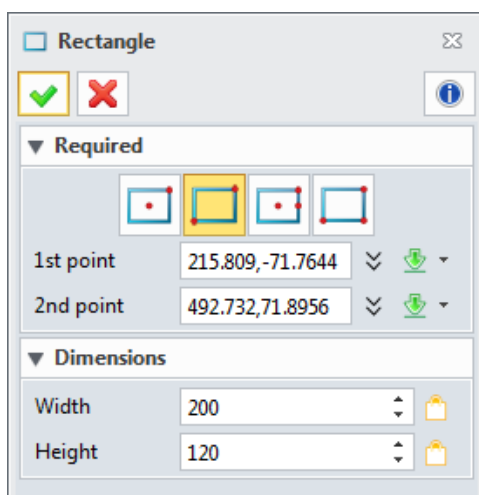 Rectangle
Required
1st point 215.809,-71.7644
2nd point 492.732,71.8956
Dimensions
Width 200
Height 120